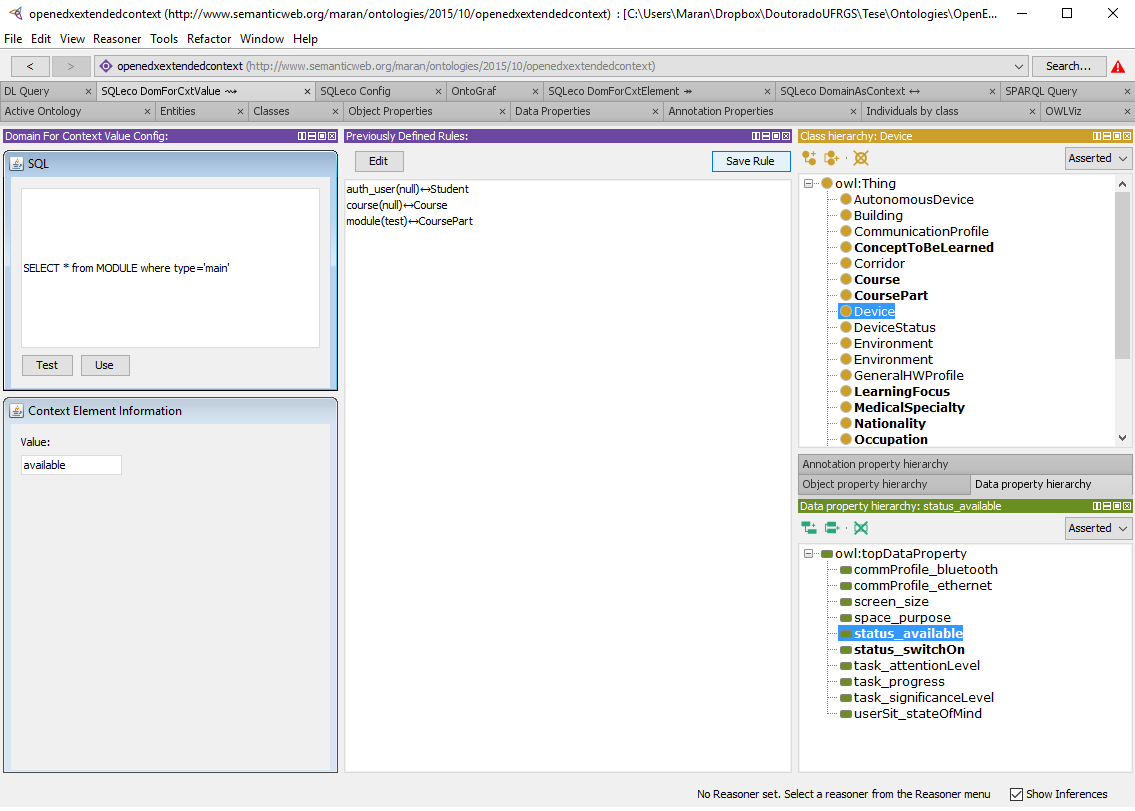 openedxextendedcontext (http://www.semanticweb.org/maran/ontologies/2015/10/openedxextendedcontext)  : [C:\Users\Maran\Dropbox\DoutoradoUFRGS\Tese\Ontologies\OpenE...
File Edit View Reasoner Tools Refactor Window Help
< > openedxextendedcontext (http://www.semanticweb.org/maran/ontologies/2015/10/openedxextendedcontext) Search...
DL Query × SQLeco DomForCxtValue ⤳ × SQLeco Config × OntoGraf × SQLeco DomForCxtElement ↠ × SQLeco DomainAsContext ↔ × SPARQL Query ×
Active Ontology × Entities × Classes × Object Properties × Data Properties × Annotation Properties × Individuals by class × OWLViz ×
Domain For Context Value Config:
SQL
SELECT * from MODULE where type='main'
Test Use
Context Element Information
Value:
available
Previously Defined Rules:
Edit Save Rule
auth_user(null)↔Student
course(null)↔Course
module(test)↔CoursePart
Class hierarchy: Device
Asserted
owl:Thing
AutonomousDevice
Building
CommunicationProfile
ConceptToBeLearned
Corridor
Course
CoursePart
Device
DeviceStatus
Environment
Environment
GeneralHWProfile
LearningFocus
MedicalSpecialty
Nationality
Occupation
Annotation property hierarchy
Object property hierarchy Data property hierarchy
Data property hierarchy: status_available
Asserted
owl:topDataProperty
commProfile_bluetooth
commProfile_ethernet
screen_size
space_purpose
status_available
status_switchOn
task_attentionLevel
task_progress
task_significanceLevel
userSit_stateOfMind
No Reasoner set. Select a reasoner from the Reasoner menu Show Inferences